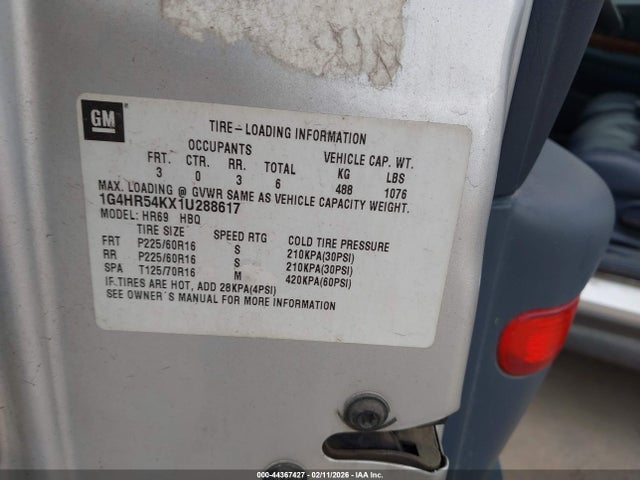 GM
TIRE-LOADING INFORMATION
OCCUPANTS VEHICLE CAP. WT.
FRT. CTR. RR. TOTAL KG LBS
3 0 3 6 488 1076
MAX. LOADING @ GVWR SAME AS VEHICLE CAPACITY WEIGHT.
1G4HR54KX1U288617
MODEL: HR69 HBQ
TIRE SIZE SPEED RTG COLD TIRE PRESSURE
FRT P225/60R16 S 210KPA(30PSI)
RR P225/60R16 S 210KPA(30PSI)
SPA T125/70R16 M 420KPA(60PSI)
IF TIRES ARE HOT, ADD 28KPA(4PSI)
SEE OWNER'S MANUAL FOR MORE INFORMATION
000-44367427 - 02/11/2026 - IAAI.com